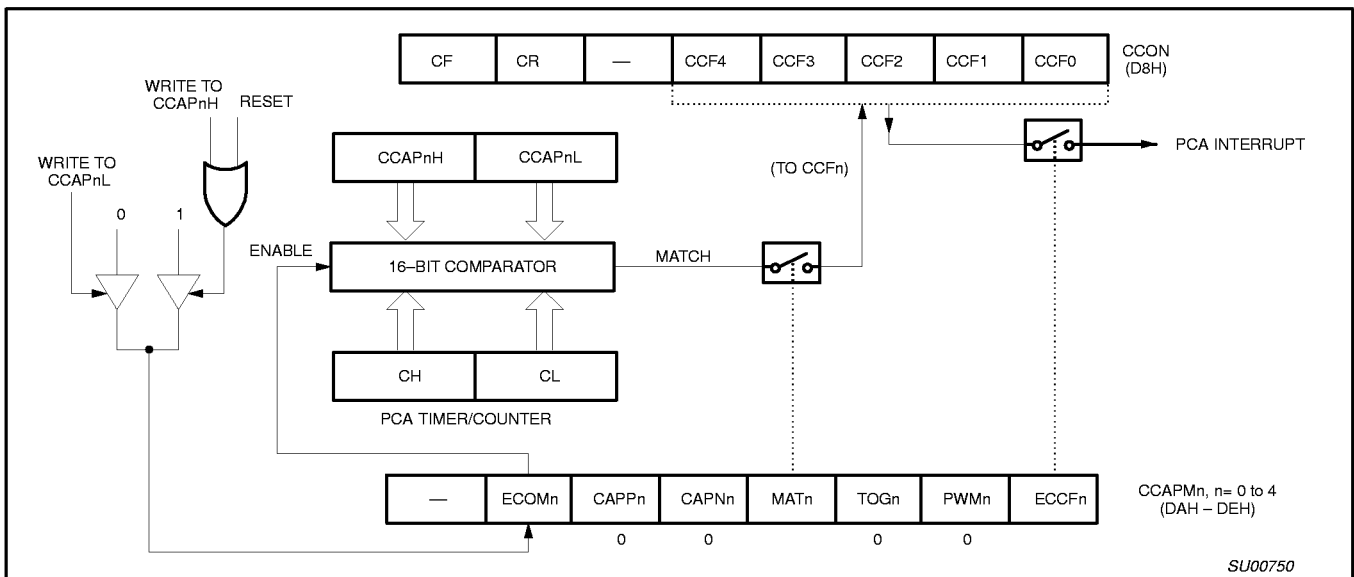 CF CR — CCF4 CCF3 CCF2 CCF1 CCF0
CCON
(D8H)
WRITE TO
CCAPnH
RESET
WRITE TO
CCAPnL
0
1
CCAPnH CCAPnL
(TO CCFn)
PCA INTERRUPT
ENABLE
16–BIT COMPARATOR
MATCH
CH CL
PCA TIMER/COUNTER
— ECOMn CAPPn CAPNn MATn TOGn PWMn ECCFn
CCAPMn, n= 0 to 4
(DAH – DEH)
0 0 0 0
SU00750